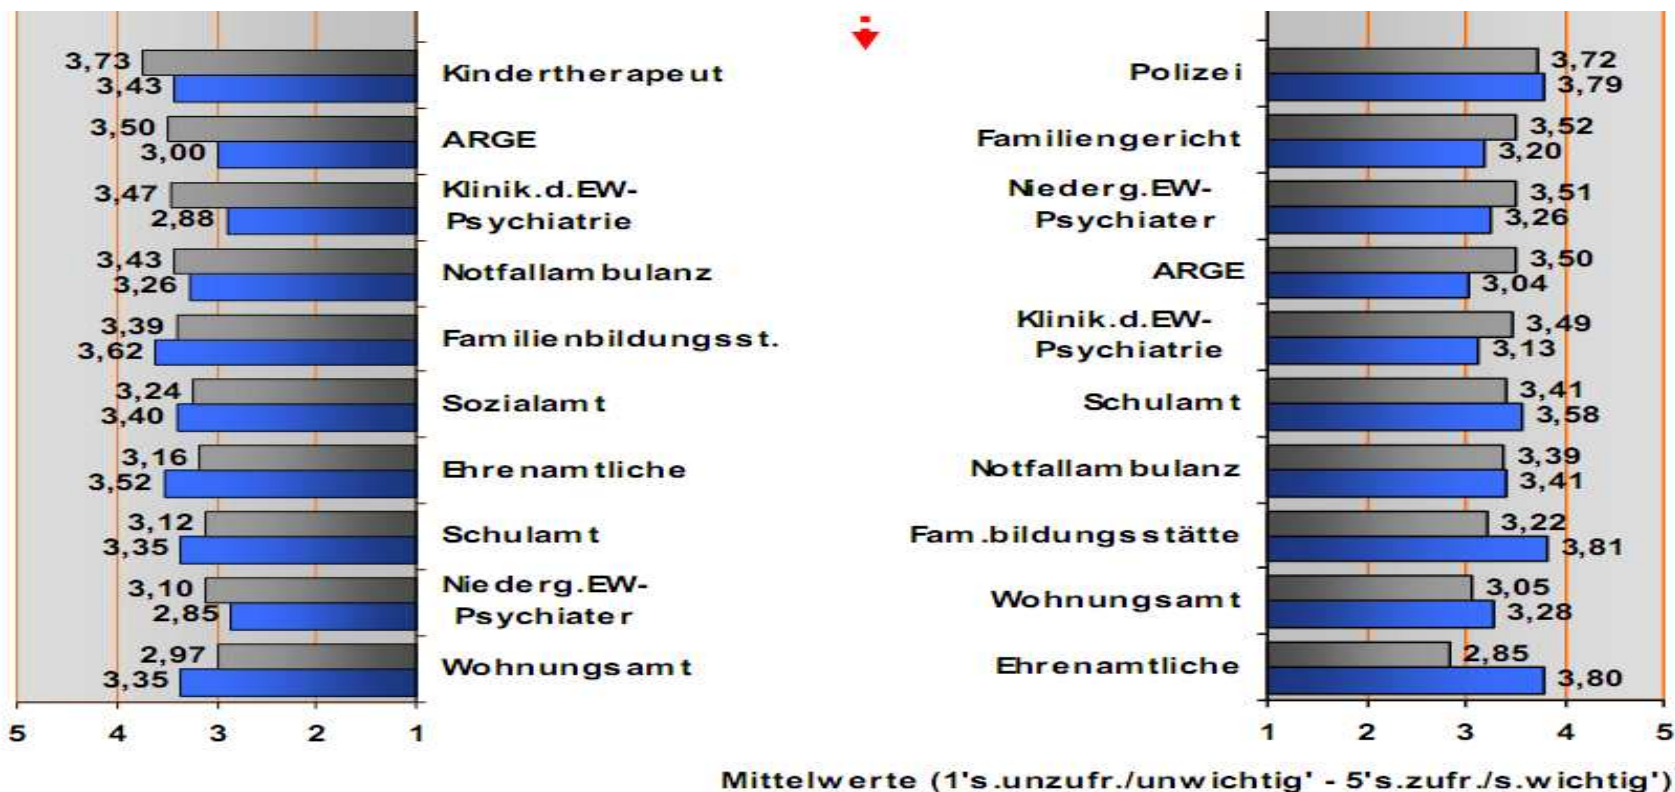 3,73
3,43
Kindertherapeut
3,50
3,00
ARGE
3,47
2,88
Klinik.d.EW-
Psychiatrie
3,43
3,26
Notfallambulanz
3,39
3,62
Familienbildungsst.
3,24
3,40
Sozialamt
3,16
3,52
Ehrenamtliche
3,12
3,35
Schulamt
3,10
2,85
Niederg.EW-
Psychiater
2,97
3,35
Wohnungsamt
5 4 3 2 1
Polizei
3,72
3,79
Familiengericht
3,52
3,20
Niederg.EW-
Psychiater
3,51
3,26
ARGE
3,50
3,04
Klinik.d.EW-
Psychiatrie
3,49
3,13
Schulamt
3,41
3,58
Notfallambulanz
3,39
3,41
Fam.bildungsstätte
3,22
3,81
Wohnungsamt
3,05
3,28
Ehrenamtliche
2,85
3,80
1 2 3 4 5
Mittelwerte (1's.unzufr./unwichtig' - 5's.zufr./s.wichtig')